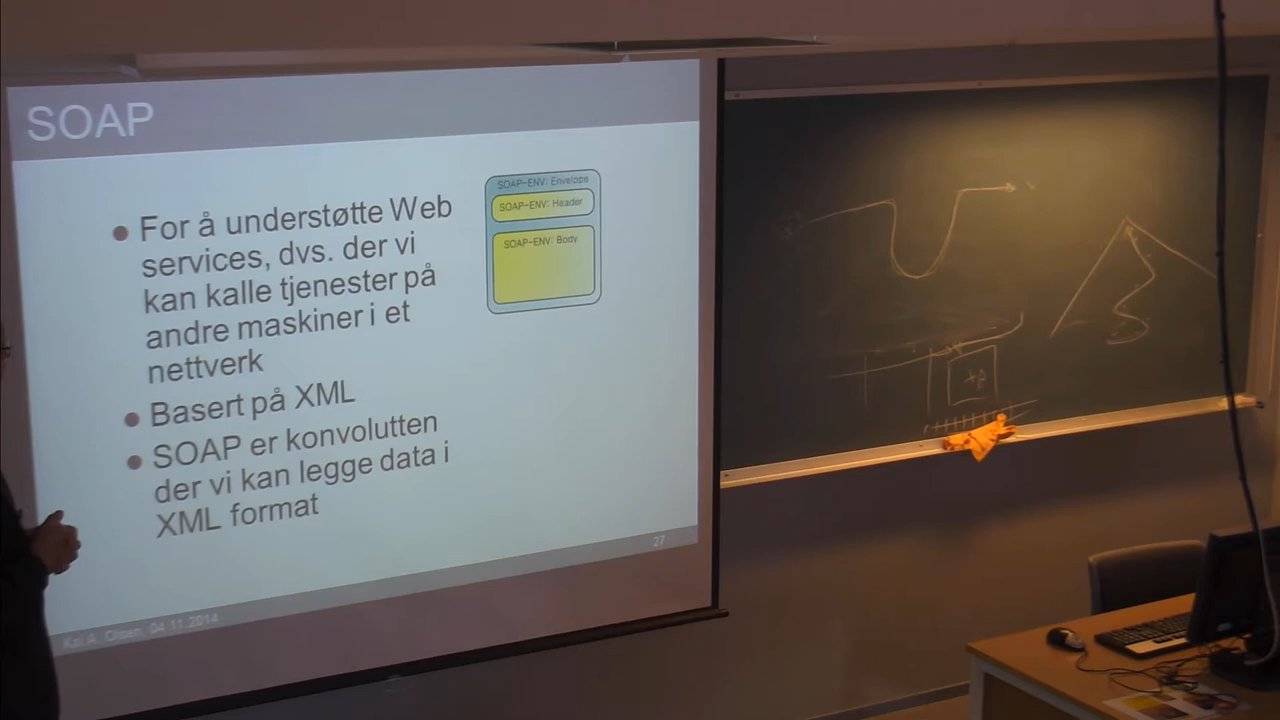 SOAP
• For å understøtte Web
services, dvs. der vi
kan kalle tjenester på
andre maskiner i et
nettverk
• Basert på XML
• SOAP er konvolutten
der vi kan legge data i
XML format
SOAP-ENV: Envelope
SOAP-ENV: Header
SOAP-ENV: Body
27
Kai A. Olsen, 04.11.2014